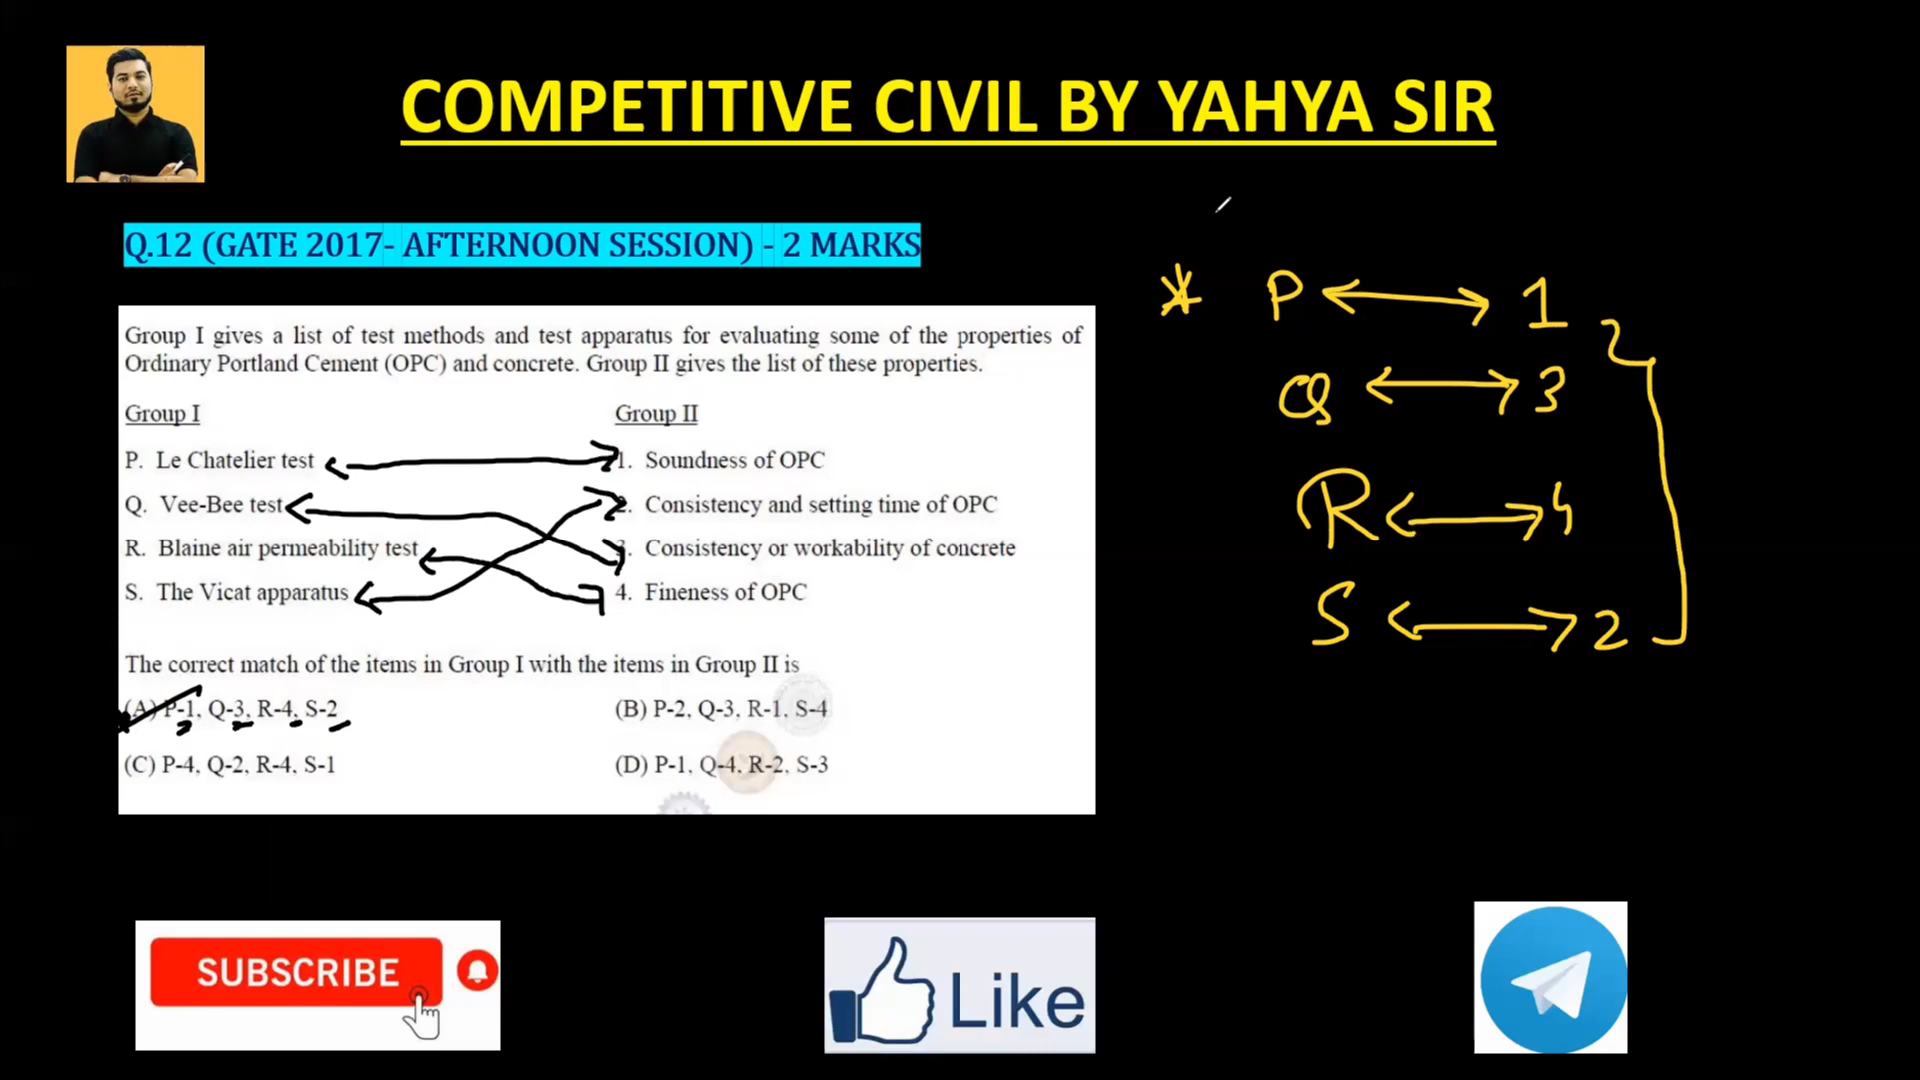 COMPETITIVE CIVIL BY YAHYA SIR
Q.12 (GATE 2017- AFTERNOON SESSION) - 2 MARKS
Group I gives a list of test methods and test apparatus for evaluating some of the properties of
Ordinary Portland Cement (OPC) and concrete. Group II gives the list of these properties.
Group I
Group II
P. Le Chatelier test
1. Soundness of OPC
Q. Vee-Bee test
2. Consistency and setting time of OPC
R. Blaine air permeability test
3. Consistency or workability of concrete
S. The Vicat apparatus
4. Fineness of OPC
The correct match of the items in Group I with the items in Group II is
(A) P-1, Q-3, R-4, S-2
(B) P-2, Q-3, R-1, S-4
(C) P-4, Q-2, R-4, S-1
(D) P-1, Q-4, R-2, S-3
* P ↔ 1
Q ↔ 3
R ↔ 4
S ↔ 2
SUBSCRIBE
Like